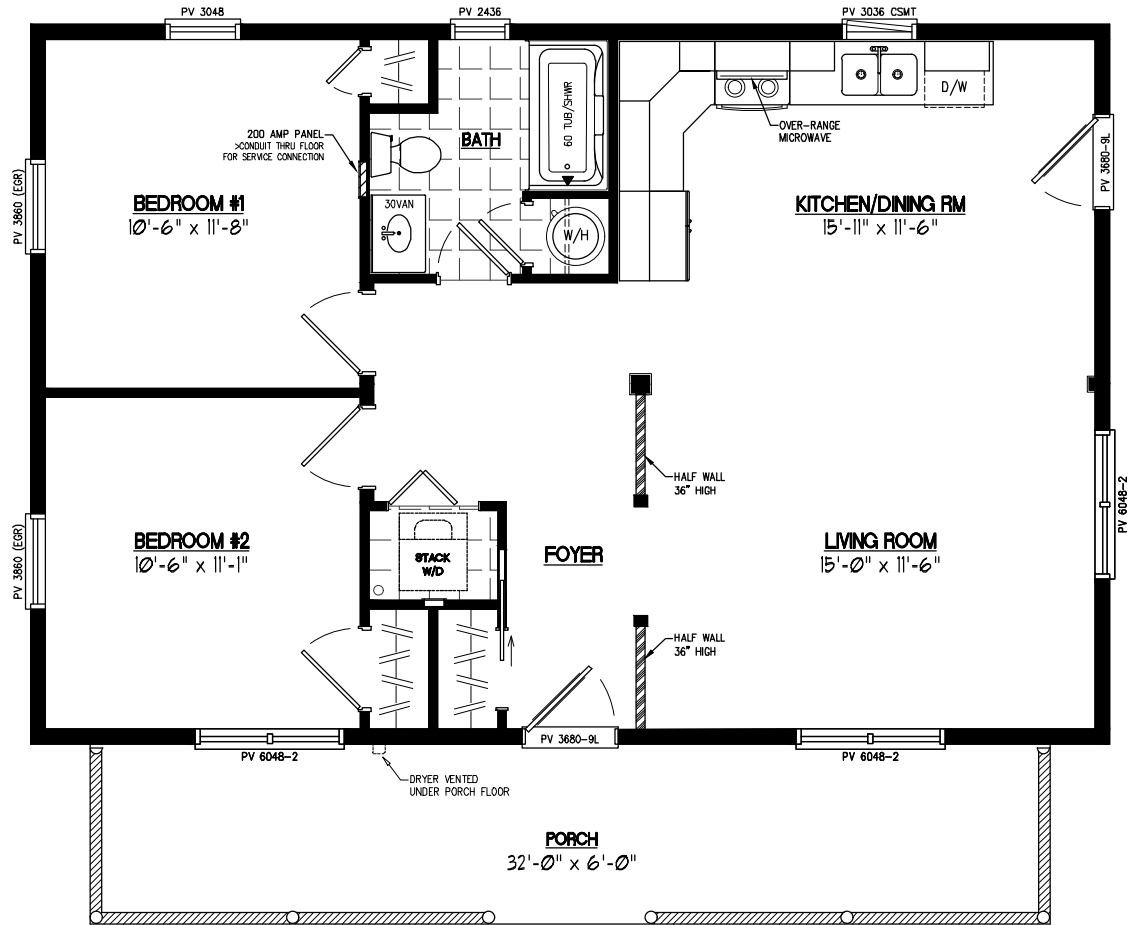 PV 3048
PV 2436
PV 3036 CSMT
D/W
60 TUB/SHWR
OVER-RANGE
MICROWAVE
BATH
200 AMP PANEL
>CONDUIT THRU FLOOR
FOR SERVICE CONNECTION
PV 3680-9L
PV 3860 (EGR)
BEDROOM #1
10'-6" x 11'-8"
30VAN
W/H
KITCHEN/DINING RM
15'-11" x 11'-6"
HALF WALL
36" HIGH
PV 6048-2
PV 3860 (EGR)
BEDROOM #2
10'-6" x 11'-1"
STACK
W/D
FOYER
LIVING ROOM
15'-0" x 11'-6"
HALF WALL
36" HIGH
PV 3680-9L
PV 6048-2
PV 6048-2
DRYER VENTED
UNDER PORCH FLOOR
PORCH
32'-0" x 6'-0"